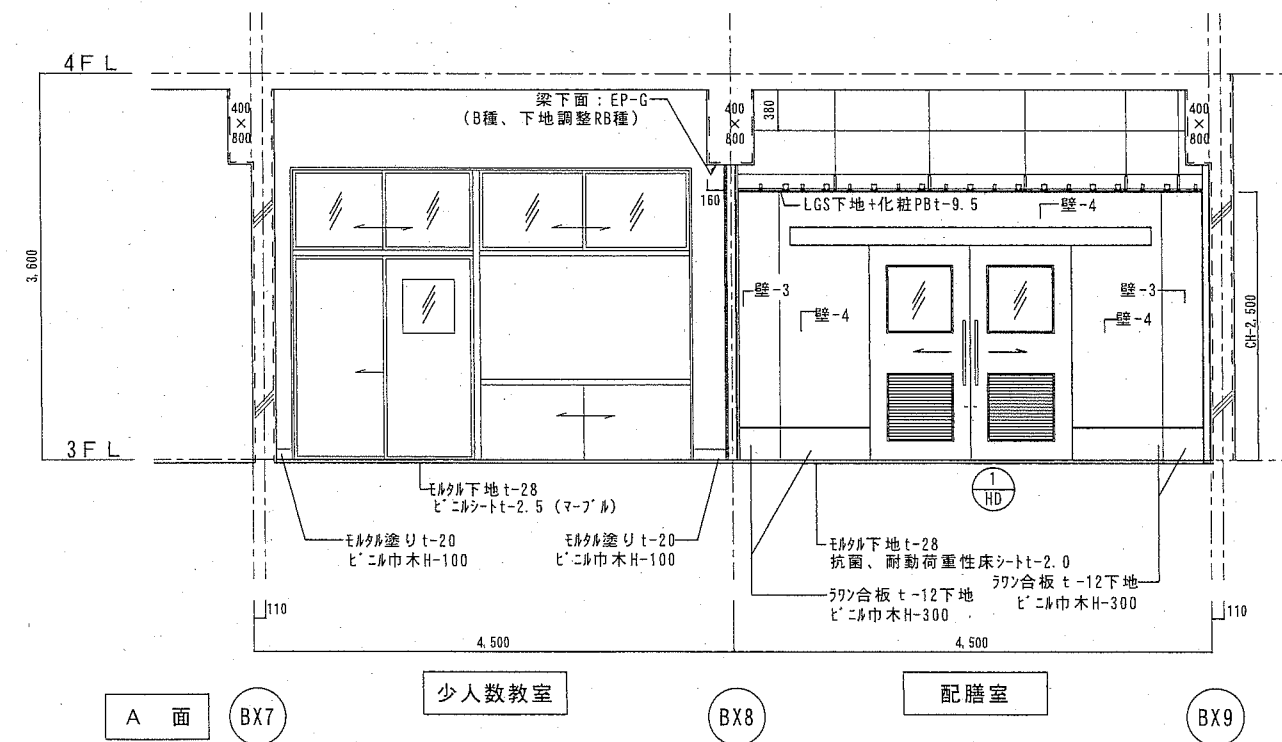 4FL
400
×
800
梁下面：EP-G
(B種、下地調整RB種)
400
×
800
380
400
×
800
160
LGS下地+化粧PBt-9.5
壁-4
壁-3
壁-4
壁-3
壁-4
3,600
CH-2,500
3FL
モルタル下地t-28
ビニルシートt-2.5 (マーブル)
モルタル塗りt-20
ビニル巾木H-100
モルタル塗りt-20
ビニル巾木H-100
1
HD
モルタル下地t-28
抗菌、耐動荷重性床シートt-2.0
ラワン合板 t-12下地
ビニル巾木H-300
ラワン合板 t-12下地
ビニル巾木H-300
110
110
4,500
4,500
少人数教室
配膳室
A 面
BX7
BX8
BX9